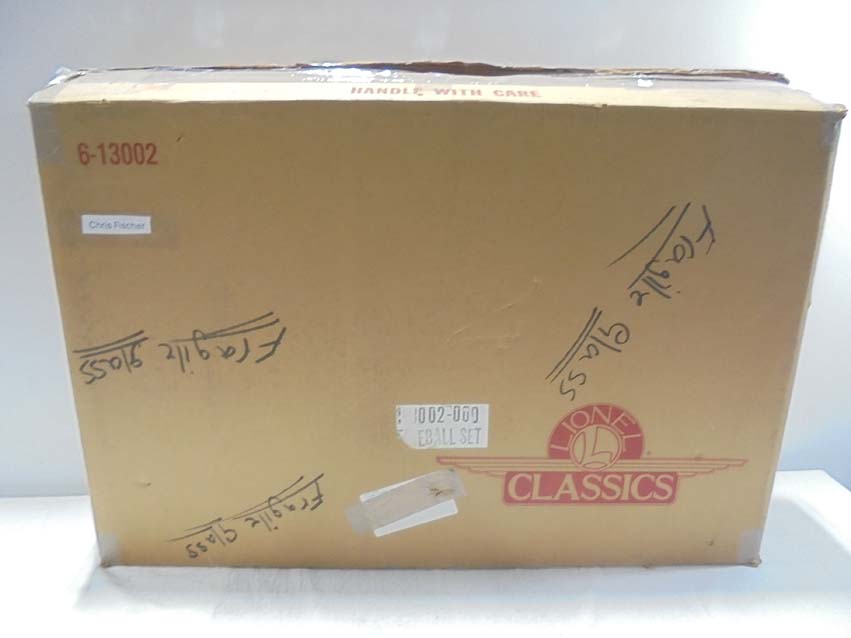 HANDLE WITH CARE
6-13002
Chris Fischer
Fragile Glass
Fragile glass
002-000
EBALL SET
LIONEL
L
CLASSICS
Fragile Glass